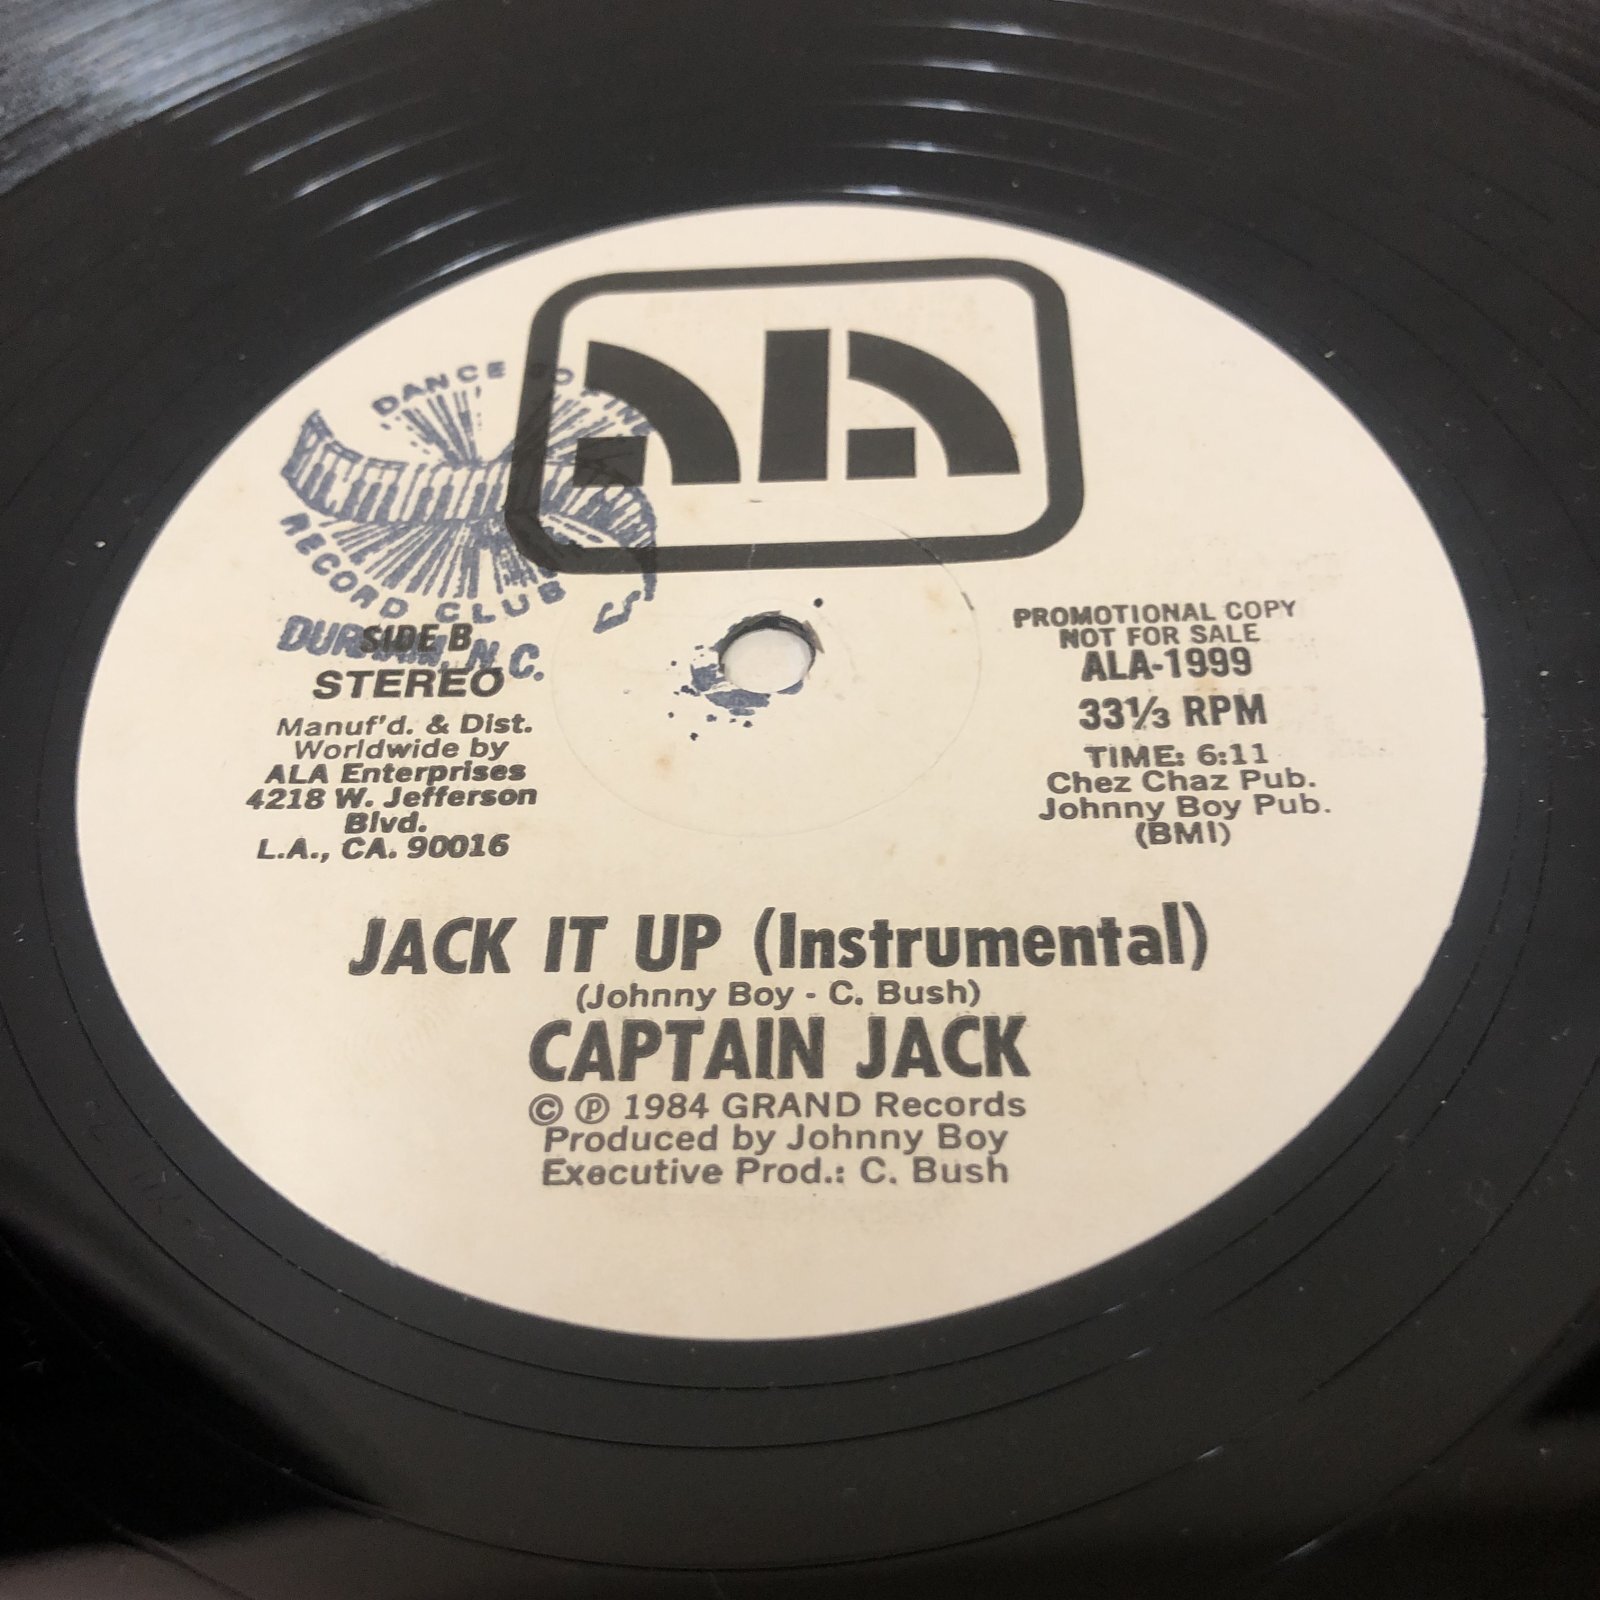 ALA
DANCE
RECORD CLUB
N.C.
SIDE B
STEREO
Manuf'd. & Dist.
Worldwide by
ALA Enterprises
4218 W. Jefferson
Blvd.
L.A., CA. 90016
PROMOTIONAL COPY
NOT FOR SALE
ALA-1999
33⅓ RPM
TIME: 6:11
Chez Chaz Pub.
Johnny Boy Pub.
(BMI)
JACK IT UP (Instrumental)
(Johnny Boy - C. Bush)
CAPTAIN JACK
© ℗ 1984 GRAND Records
Produced by Johnny Boy
Executive Prod.: C. Bush